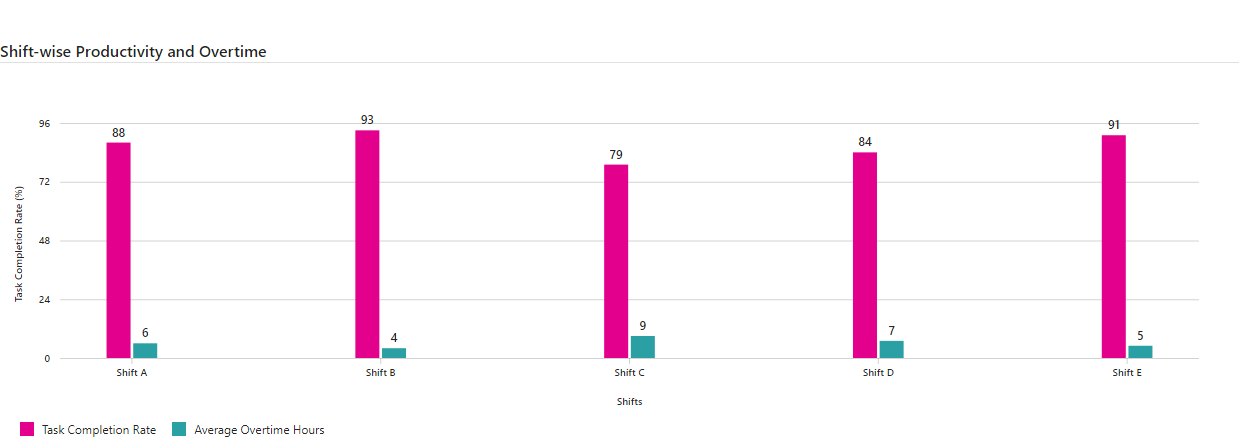 Shift-wise Productivity and Overtime
Task Completion Rate (%)
96
72
48
24
0
88
6
93
4
79
9
84
7
91
5
Shift A
Shift B
Shift C
Shift D
Shift E
Shifts
Task Completion Rate
Average Overtime Hours